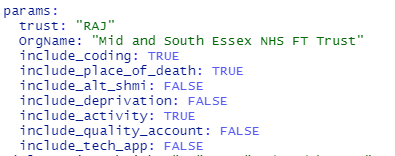 params:
trust: "RAJ"
OrgName: "Mid and South Essex NHS FT Trust"
include_coding: TRUE
include_place_of_death: TRUE
include_alt_shmi: FALSE
include_deprivation: FALSE
include_activity: TRUE
include_quality_account: FALSE
include_tech_app: FALSE